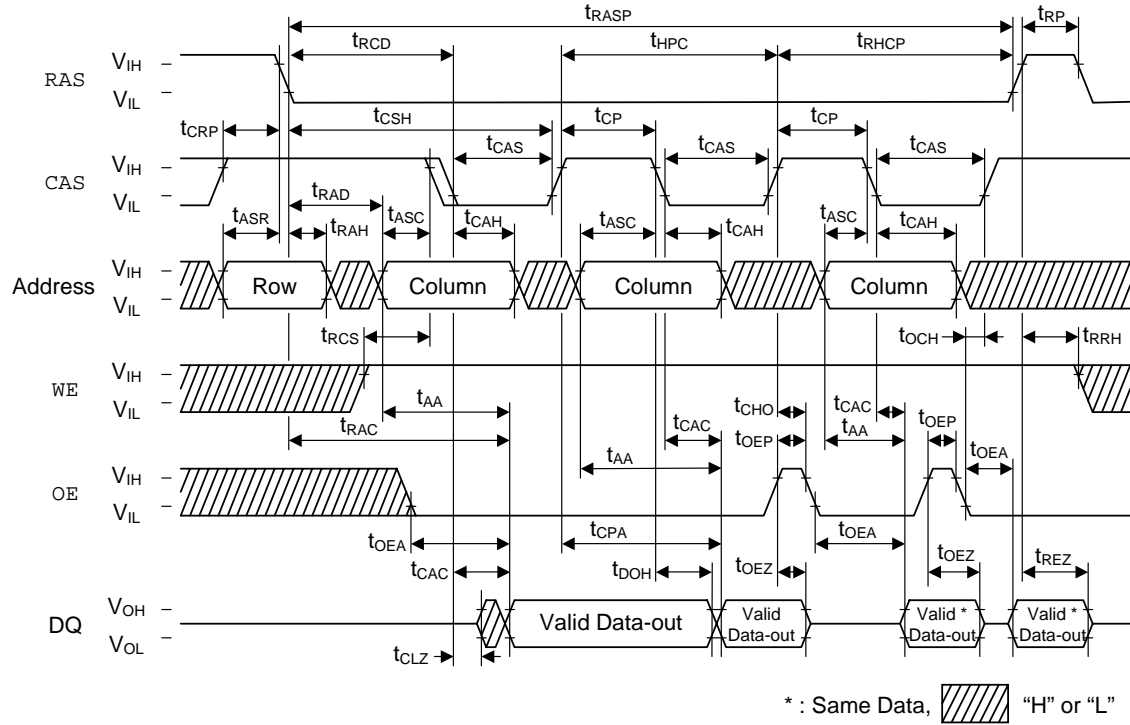 tRASP
tRCD tHPC tRHCP tRP
RAS VIH
VIL
tCRP tCSH tCP tCP
tCAS tCAS tCAS
CAS VIH
VIL
tRAD
tASR tRAH tASC tCAH tASC tCAH tASC tCAH
Address VIH
VIL
Row Column Column Column
tRCS tOCH tRRH
WE VIH
VIL
tAA tCHO tCAC
tRAC tCAC tOEP tAA tOEP tOEA
tAA
OE VIH
VIL
tOEA tCPA tOEA
tCAC tDOH tOEZ tOEZ tREZ
DQ VOH
VOL
Valid Data-out Valid Data-out Valid * Data-out Valid * Data-out
tCLZ
* : Same Data, “H” or “L”